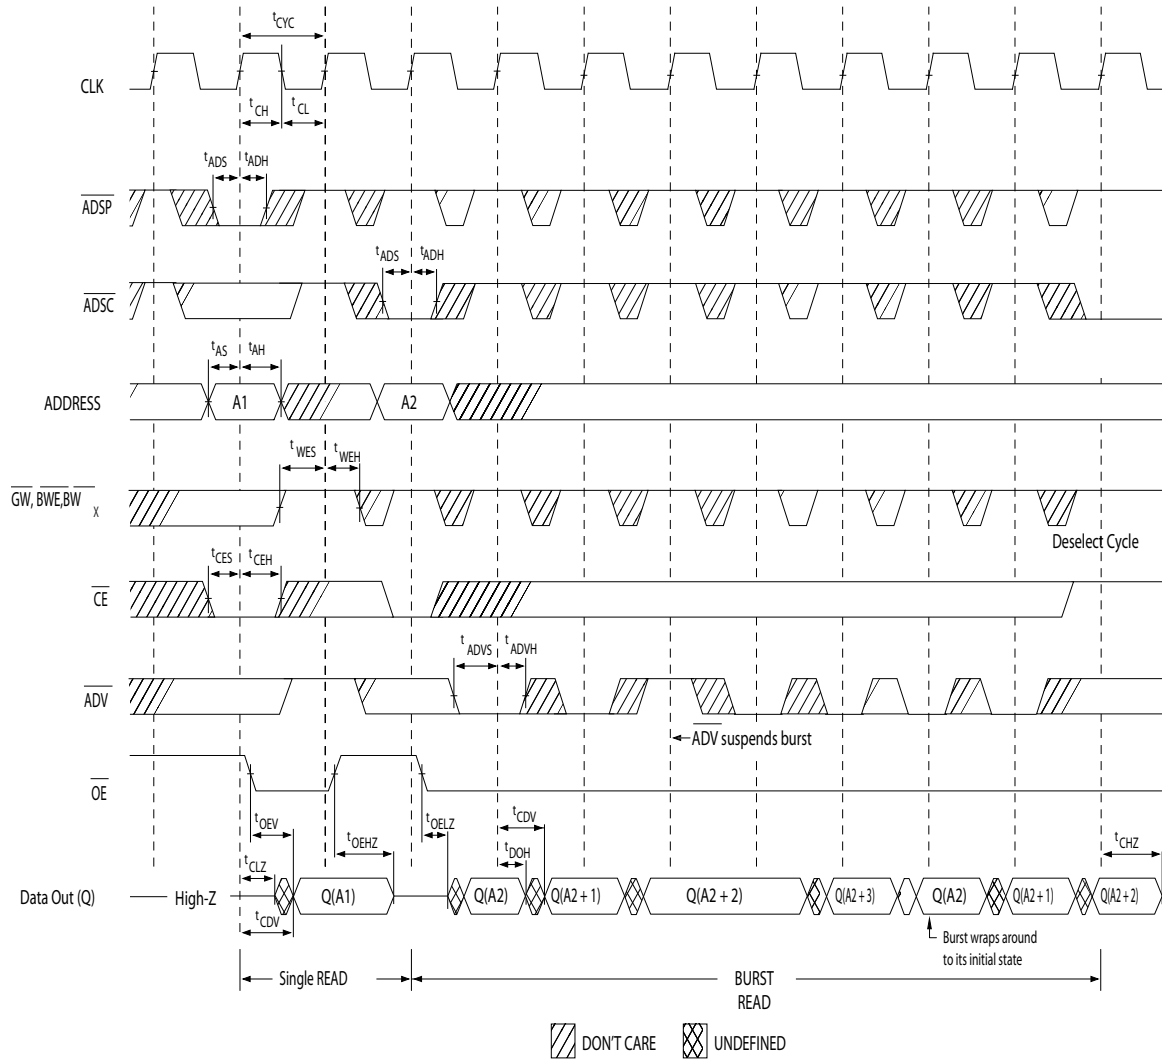 tCYC
CLK
tCH
tCL
tADS
tADH
ADSP
tADS
tADH
ADSC
tAS
tAH
ADDRESS
A1
A2
tWES
tWEH
GW, BWE,BW X
Deselect Cycle
tCES
tCEH
CE
tADVS
tADVH
ADV
ADV suspends burst
OE
tOEV
tOEHZ
tOELZ
tCDV
tCLZ
tDOH
tCHZ
Data Out (Q)
High-Z
Q(A1)
Q(A2)
Q(A2 + 1)
Q(A2 + 2)
Q(A2 + 3)
Q(A2)
Q(A2 + 1)
Q(A2 + 2)
tCDV
Burst wraps around
to its initial state
Single READ
BURST
READ
DON'T CARE
UNDEFINED